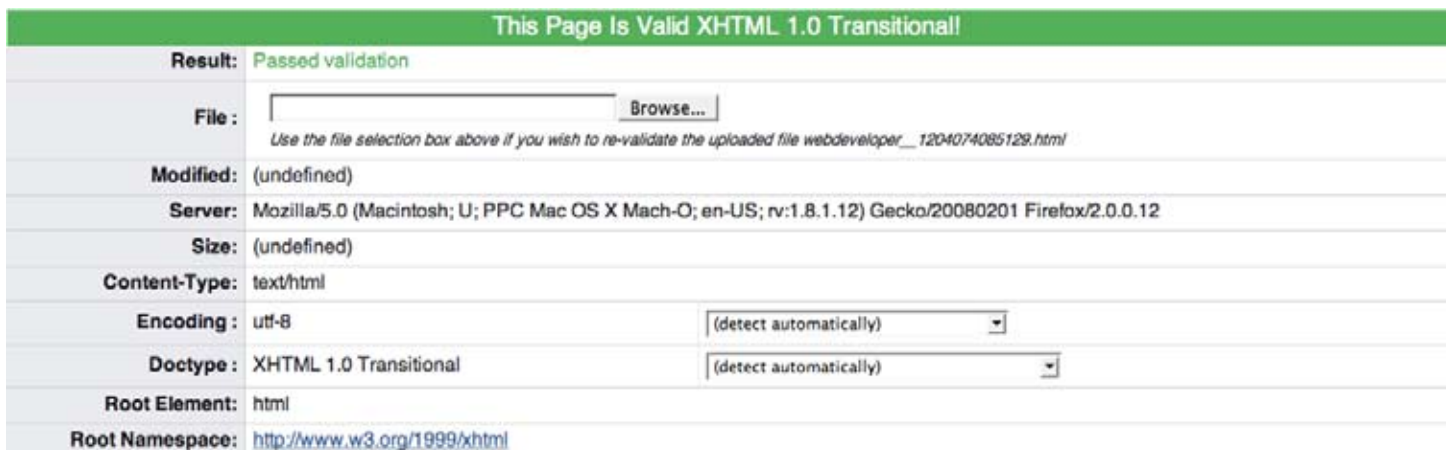 This Page Is Valid XHTML 1.0 Transitional!
Result: Passed validation
File : Browse...
Use the file selection box above if you wish to re-validate the uploaded file webdeveloper__1204074085129.html
Modified: (undefined)
Server: Mozilla/5.0 (Macintosh; U; PPC Mac OS X Mach-O; en-US; rv:1.8.1.12) Gecko/20080201 Firefox/2.0.0.12
Size: (undefined)
Content-Type: text/html
Encoding : utf-8 (detect automatically)
Doctype : XHTML 1.0 Transitional (detect automatically)
Root Element: html
Root Namespace: http://www.w3.org/1999/xhtml